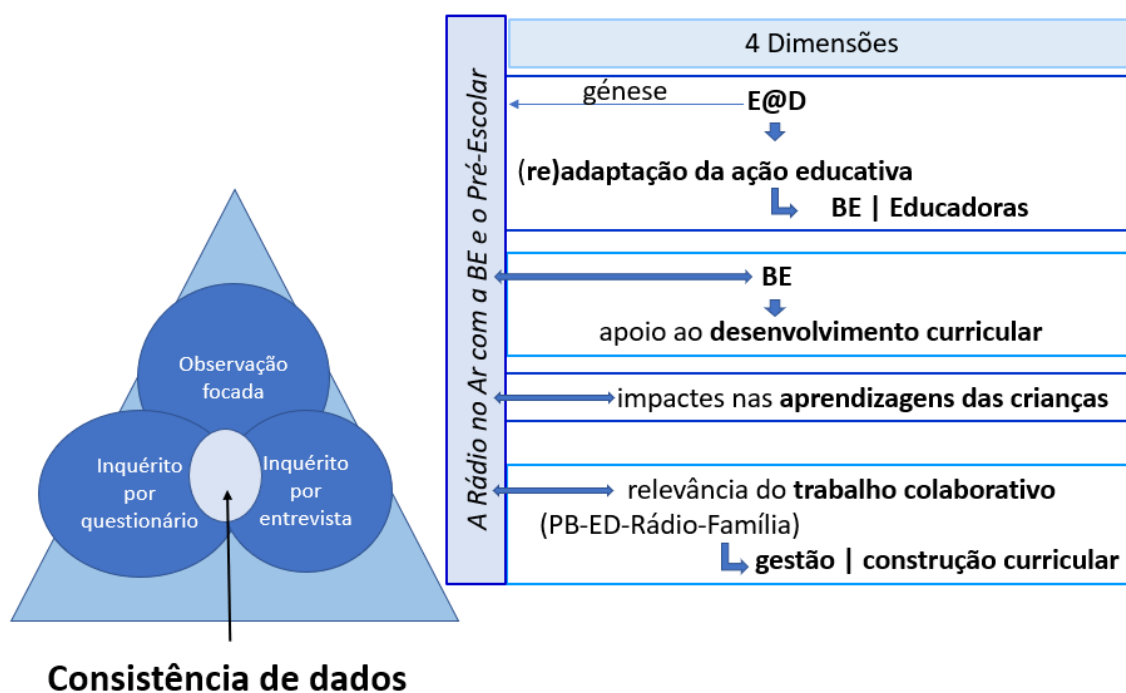 Observação
focada
Inquérito
por
questionário
Inquérito
por
entrevista
Consistência de dados
A Rádio no Ar com a BE e o Pré-Escolar
4 Dimensões
génese
E@D
(re)adaptação da ação educativa
BE | Educadoras
BE
apoio ao desenvolvimento curricular
impactes nas aprendizagens das crianças
relevância do trabalho colaborativo
(PB-ED-Rádio-Família)
gestão | construção curricular